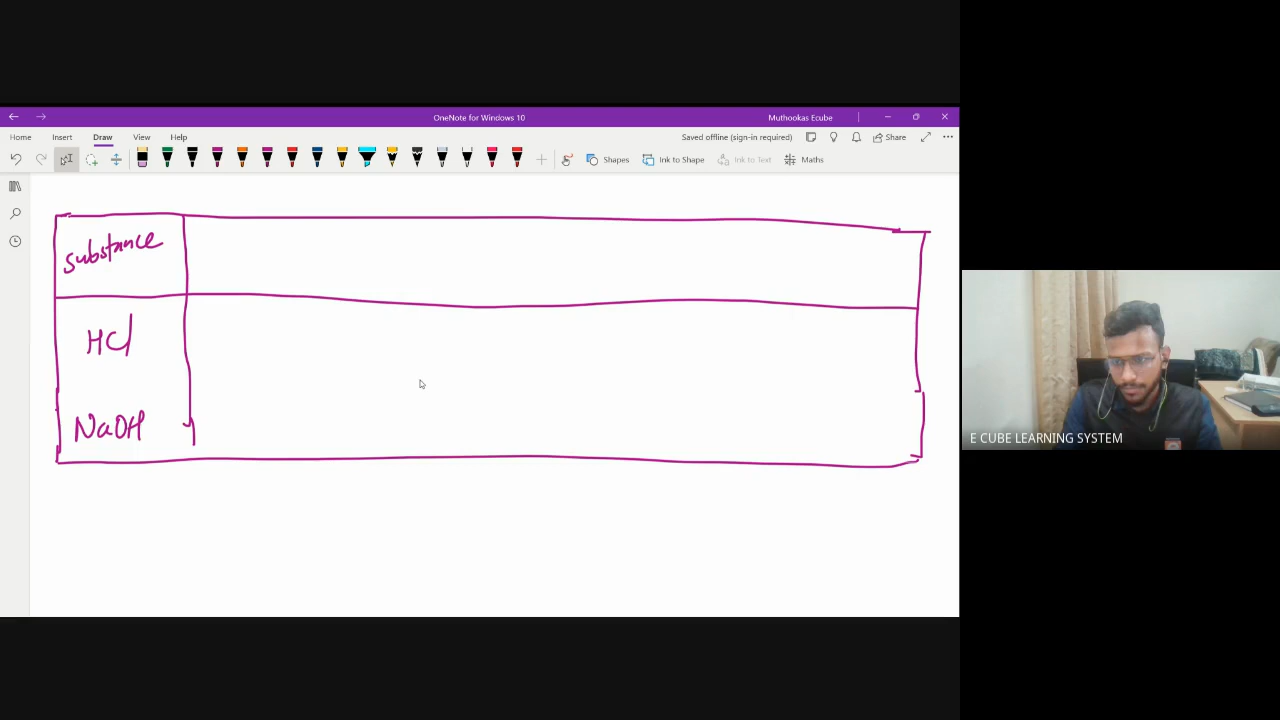 OneNote for Windows 10
Muthookas Ecube
Home Insert Draw View Help
Saved offline (sign-in required) Share
Shapes Ink to Shape Ink to Text Maths
substance
HCl
NaOH
E CUBE LEARNING SYSTEM